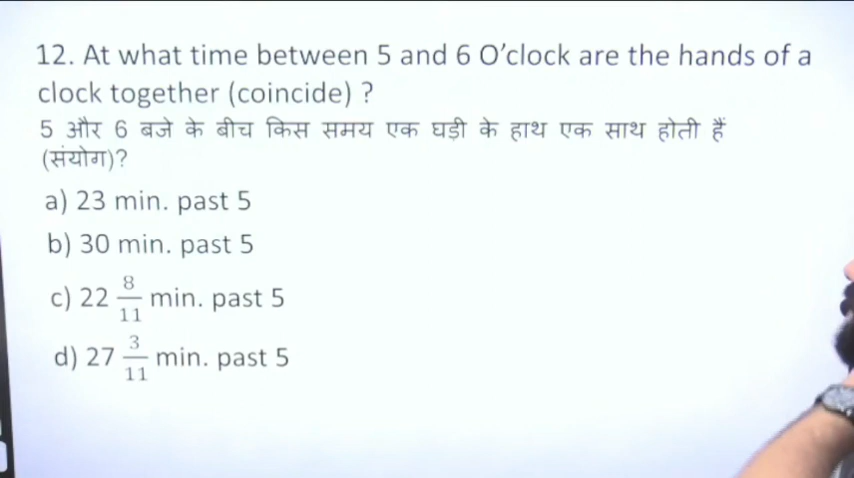 12. At what time between 5 and 6 O'clock are the hands of a
clock together (coincide) ?
5 और 6 बजे के बीच किस समय एक घड़ी के हाथ एक साथ होती हैं
(संयोग)?
a) 23 min. past 5
b) 30 min. past 5
c) 22 8/11 min. past 5
d) 27 3/11 min. past 5